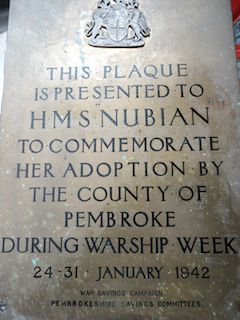 THIS PLAQUE
IS PRESENTED TO
H·M·S "NUBIAN"
TO COMMEMORATE
HER ADOPTION BY
THE COUNTY OF
PEMBROKE
DURING WARSHIP WEEK
24-31 · JANUARY · 1942
WAR SAVINGS CAMPAIGN.
PEMBROKESHIRE SAVINGS COMMITTEES.